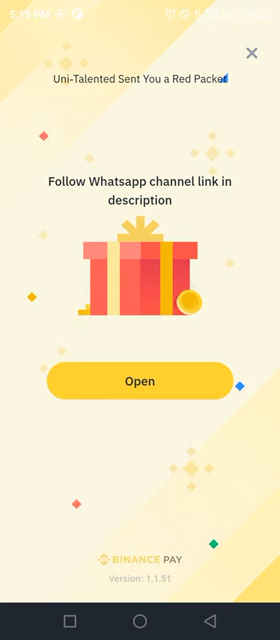 5:15 PM
Uni-Talented Sent You a Red Packet
Follow Whatsapp channel link in
description
Open
BINANCE PAY
Version: 1.1.51